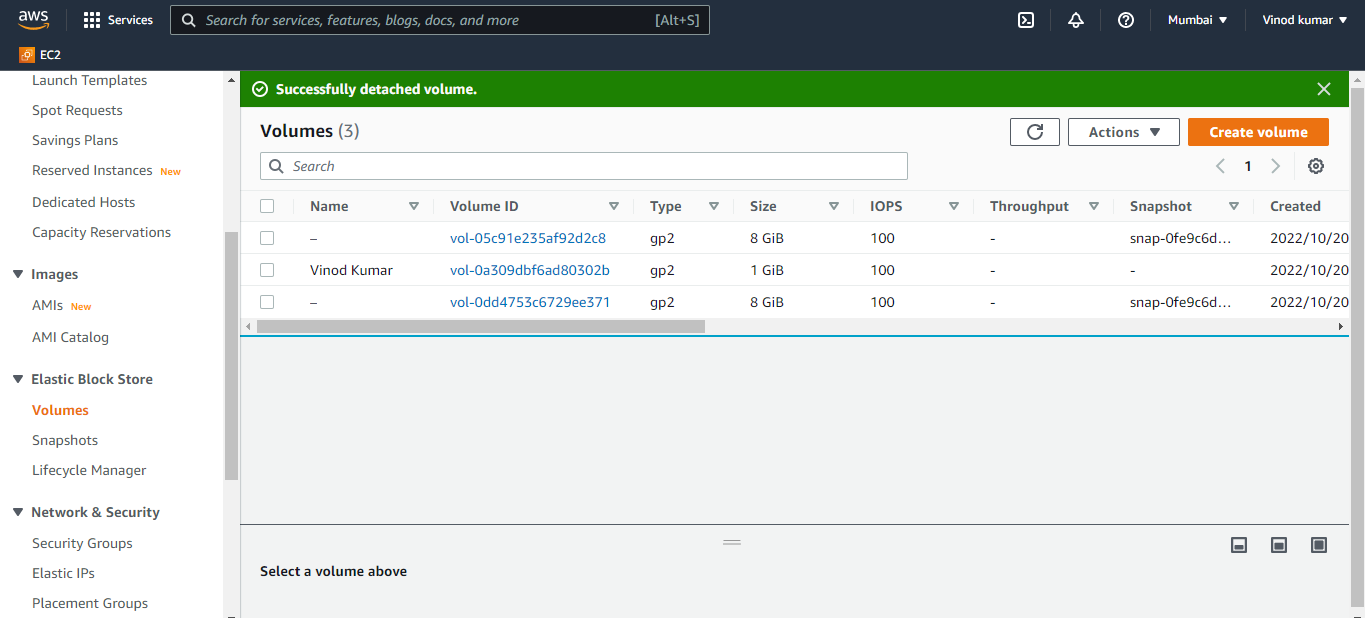 aws
Services
Search for services, features, blogs, docs, and more
[Alt+S]
Mumbai
Vinod kumar
EC2
Launch Templates
Spot Requests
Savings Plans
Reserved Instances New
Dedicated Hosts
Capacity Reservations
Images
AMIs New
AMI Catalog
Elastic Block Store
Volumes
Snapshots
Lifecycle Manager
Network & Security
Security Groups
Elastic IPs
Placement Groups
Successfully detached volume.
Volumes (3)
Actions
Create volume
Search
1
Name Volume ID Type Size IOPS Throughput Snapshot Created
– vol-05c91e235af92d2c8 gp2 8 GiB 100 - snap-0fe9c6d... 2022/10/20
Vinod Kumar vol-0a309dbf6ad80302b gp2 1 GiB 100 - - 2022/10/20
– vol-0dd4753c6729ee371 gp2 8 GiB 100 - snap-0fe9c6d... 2022/10/20
Select a volume above